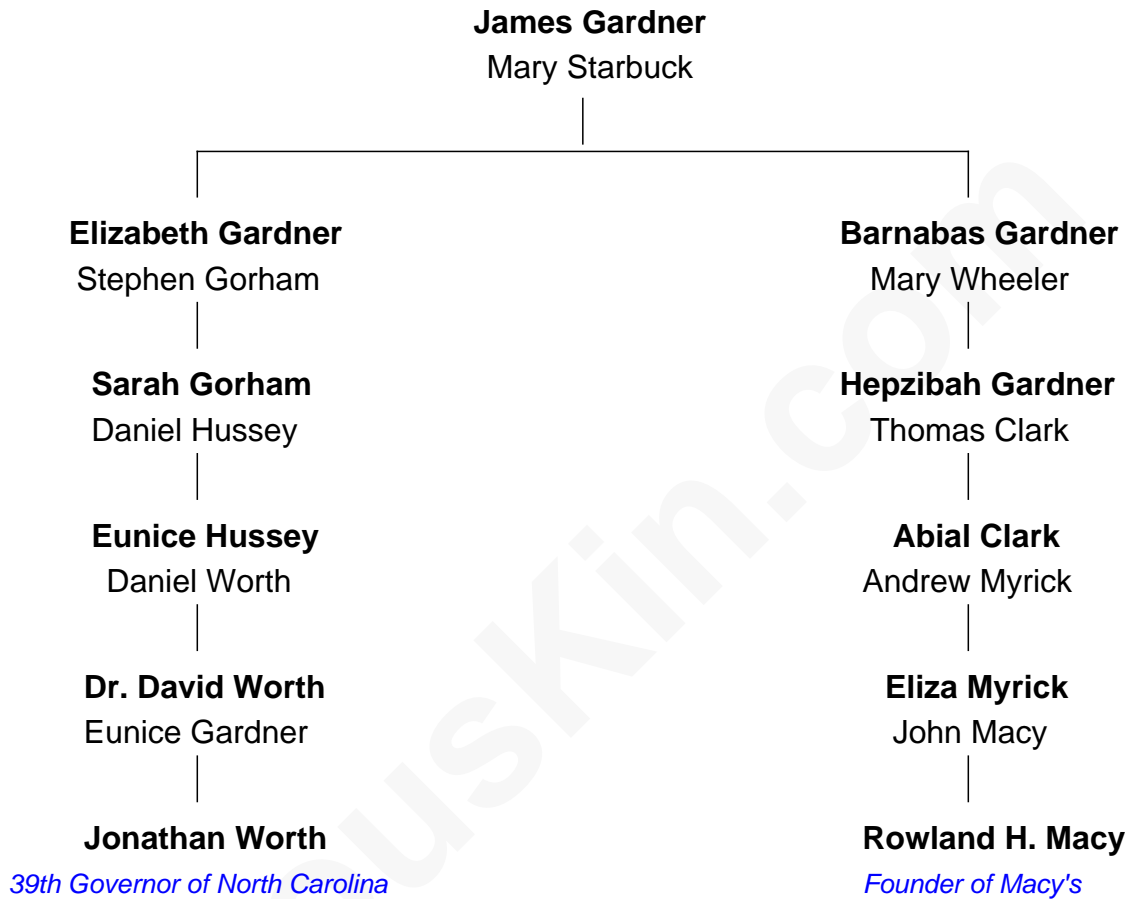 James Gardner
Mary Starbuck
Elizabeth Gardner
Stephen Gorham
Barnabas Gardner
Mary Wheeler
Sarah Gorham
Daniel Hussey
Hepzibah Gardner
Thomas Clark
Eunice Hussey
Daniel Worth
Abial Clark
Andrew Myrick
Dr. David Worth
Eunice Gardner
Eliza Myrick
John Macy
Jonathan Worth
39th Governor of North Carolina
Rowland H. Macy
Founder of Macy's
usKin.com